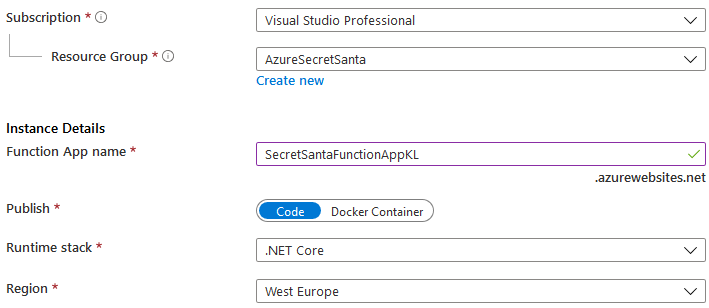 Subscription * Visual Studio Professional
Resource Group * AzureSecretSanta
Create new
Instance Details
Function App name * SecretSantaFunctionAppKL
.azurewebsites.net
Publish * Code Docker Container
Runtime stack * .NET Core
Region * West Europe